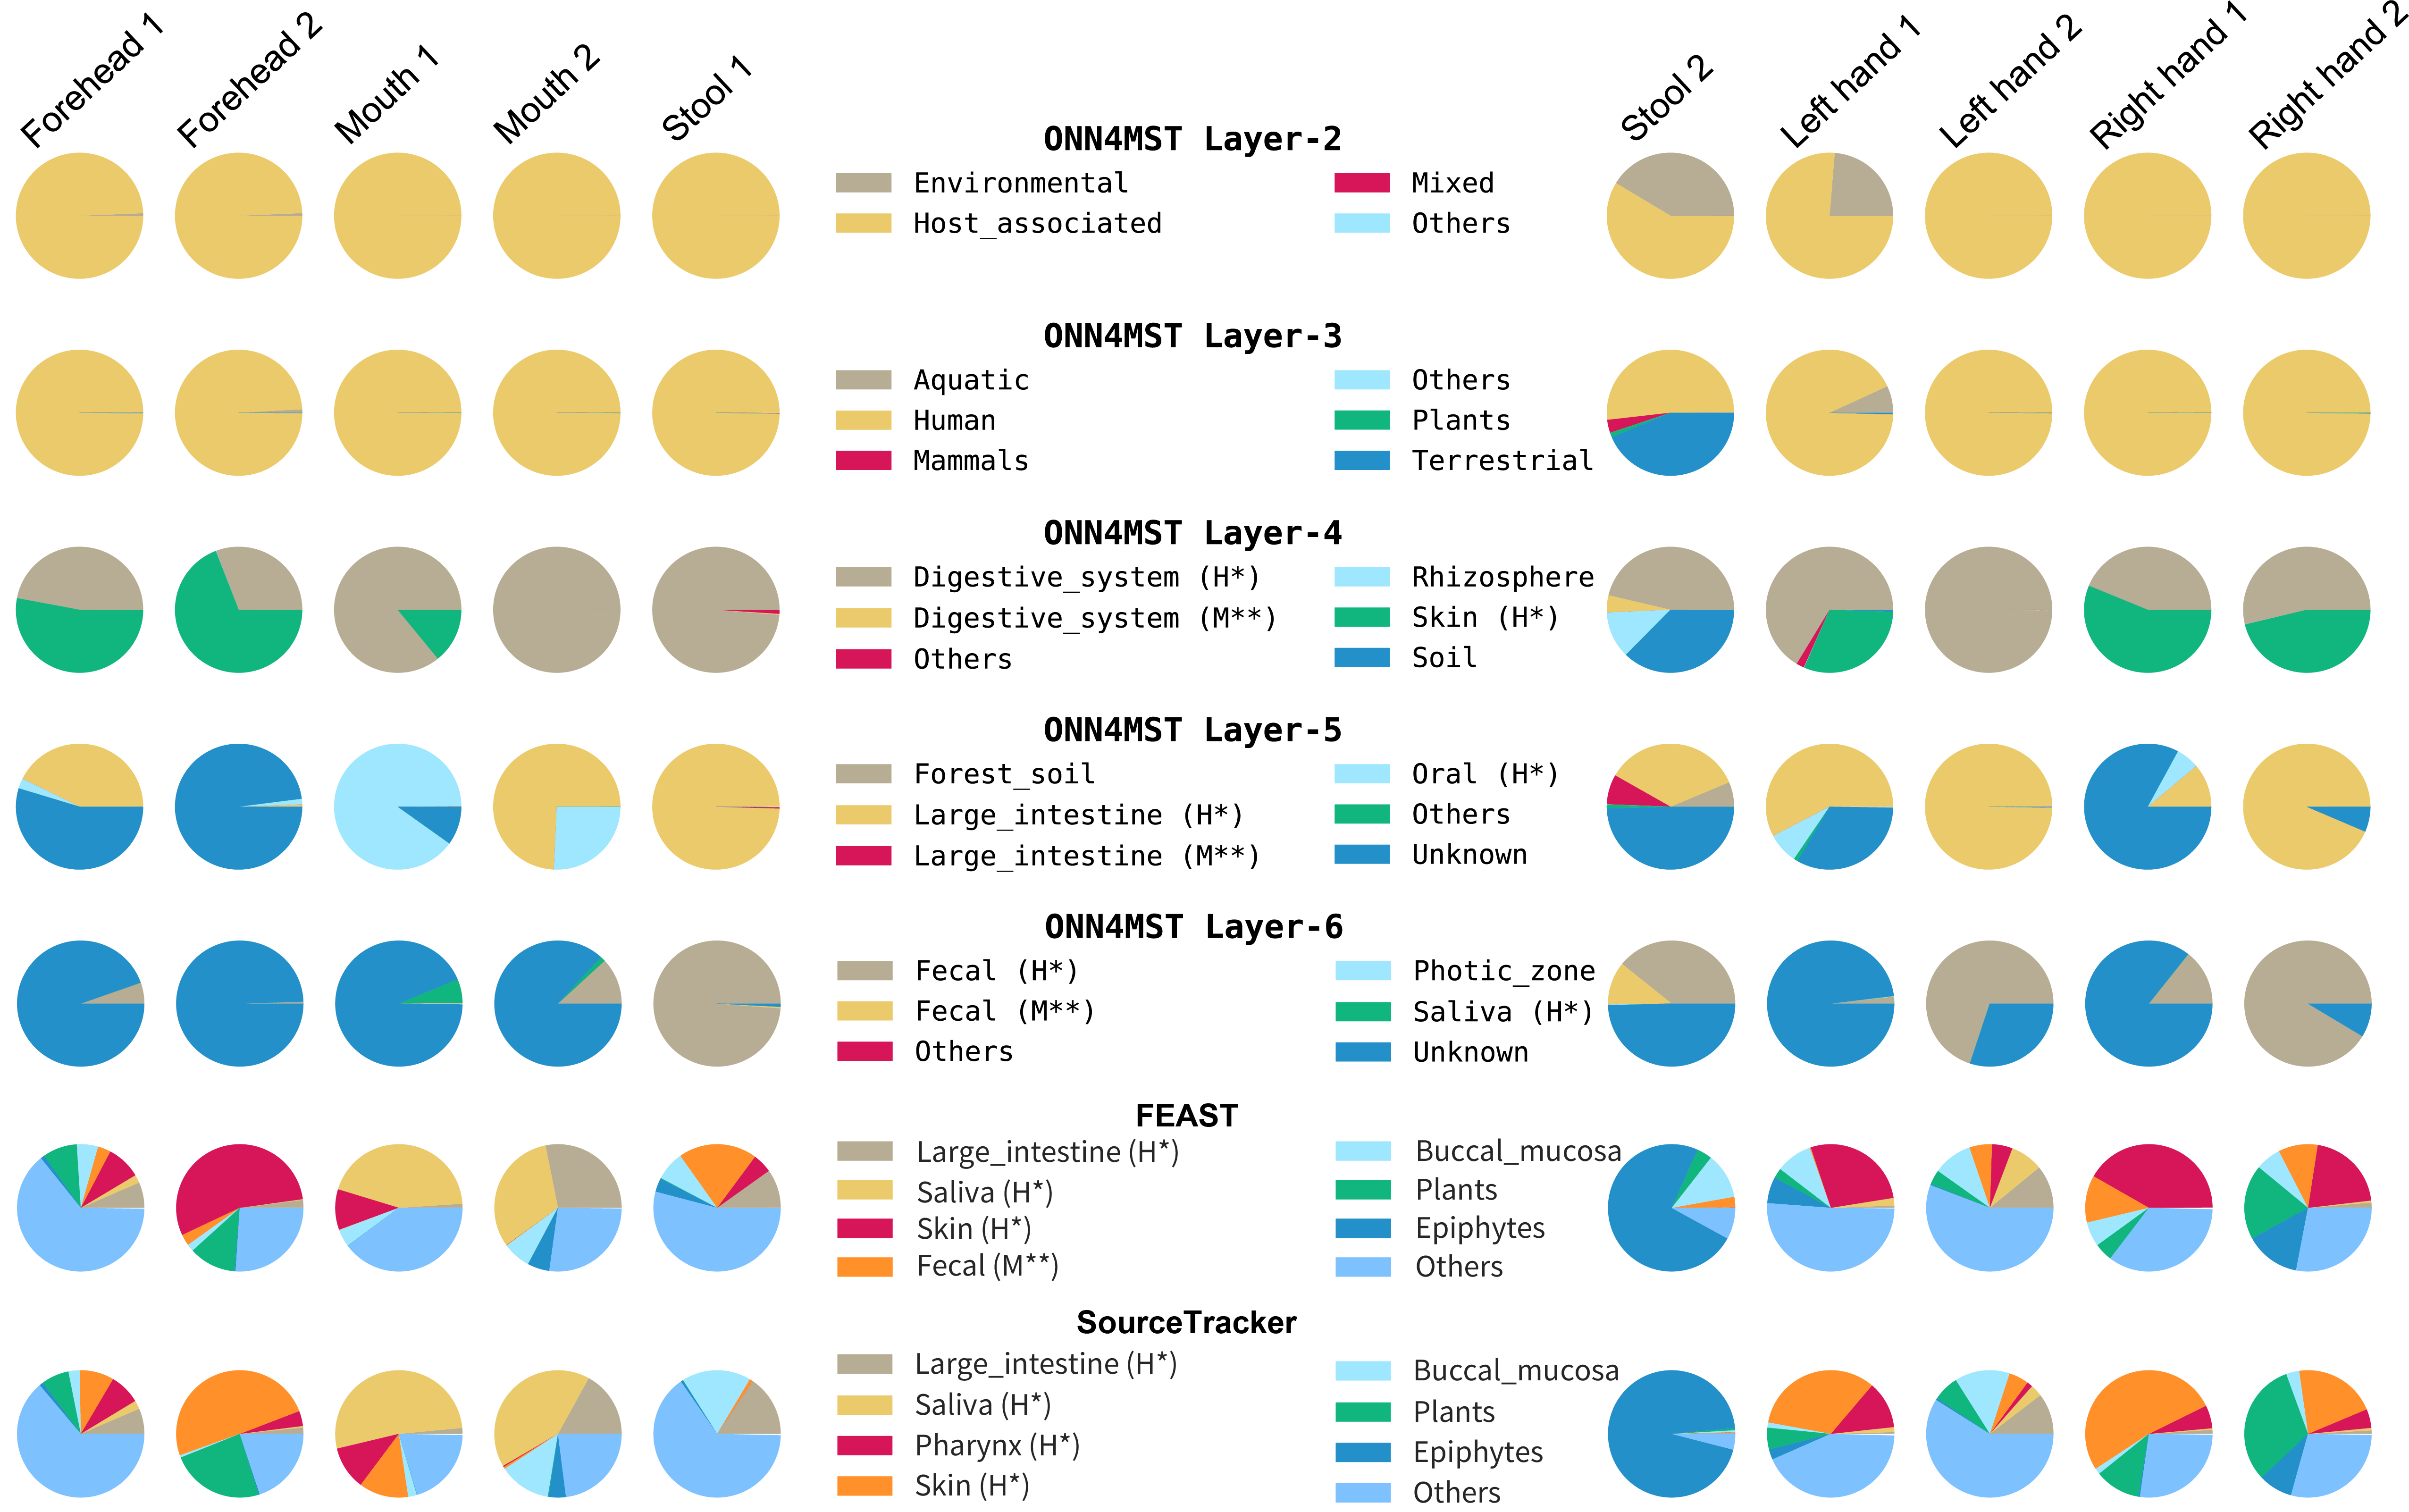 Forehead 1
Forehead 2
Mouth 1
Mouth 2
Stool 1
Stool 2
Left hand 1
Left hand 2
Right hand 1
Right hand 2
ONN4MST Layer-2
Environmental
Host_associated
Mixed
Others
ONN4MST Layer-3
Aquatic
Human
Mammals
Others
Plants
Terrestrial
ONN4MST Layer-4
Digestive_system (H*)
Digestive_system (M**)
Others
Rhizosphere
Skin (H*)
Soil
ONN4MST Layer-5
Forest_soil
Large_intestine (H*)
Large_intestine (M**)
Oral (H*)
Others
Unknown
ONN4MST Layer-6
Fecal (H*)
Fecal (M**)
Others
Photic_zone
Saliva (H*)
Unknown
FEAST
Large_intestine (H*)
Saliva (H*)
Skin (H*)
Fecal (M**)
Buccal_mucosa
Plants
Epiphytes
Others
SourceTracker
Large_intestine (H*)
Saliva (H*)
Pharynx (H*)
Skin (H*)
Buccal_mucosa
Plants
Epiphytes
Others